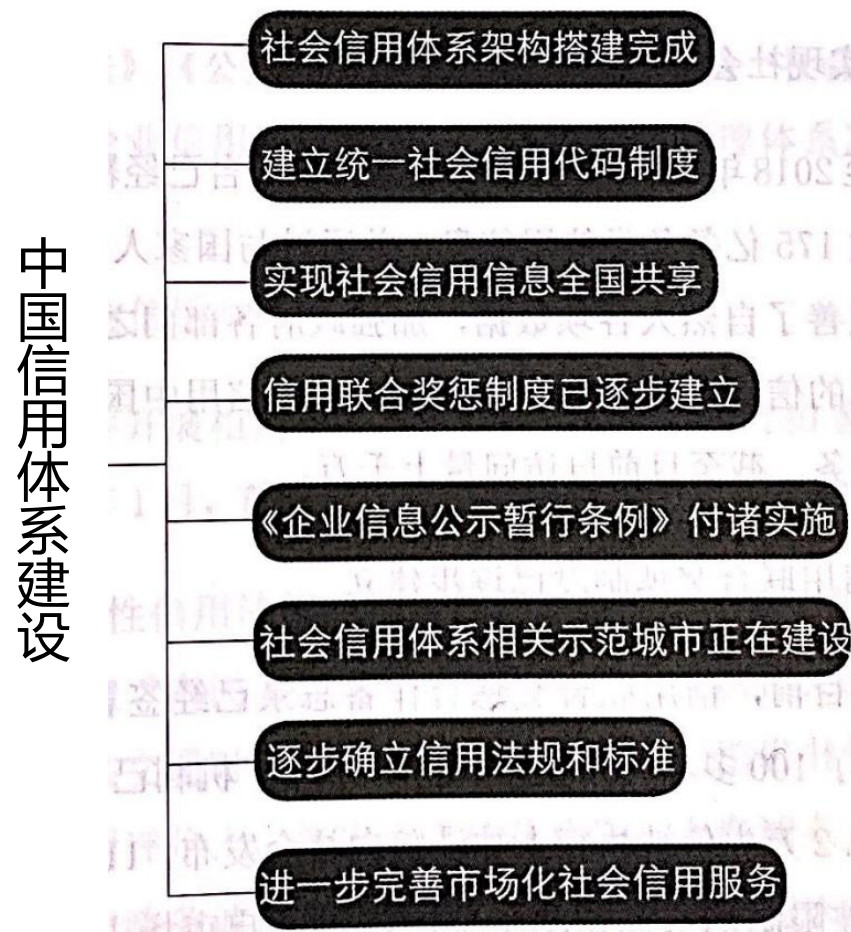 中国信用体系建设
社会信用体系架构搭建完成
建立统一社会信用代码制度
实现社会信用信息全国共享
信用联合奖惩制度已逐步建立
《企业信息公示暂行条例》付诸实施
社会信用体系相关示范城市正在建设
逐步确立信用法规和标准
进一步完善市场化社会信用服务